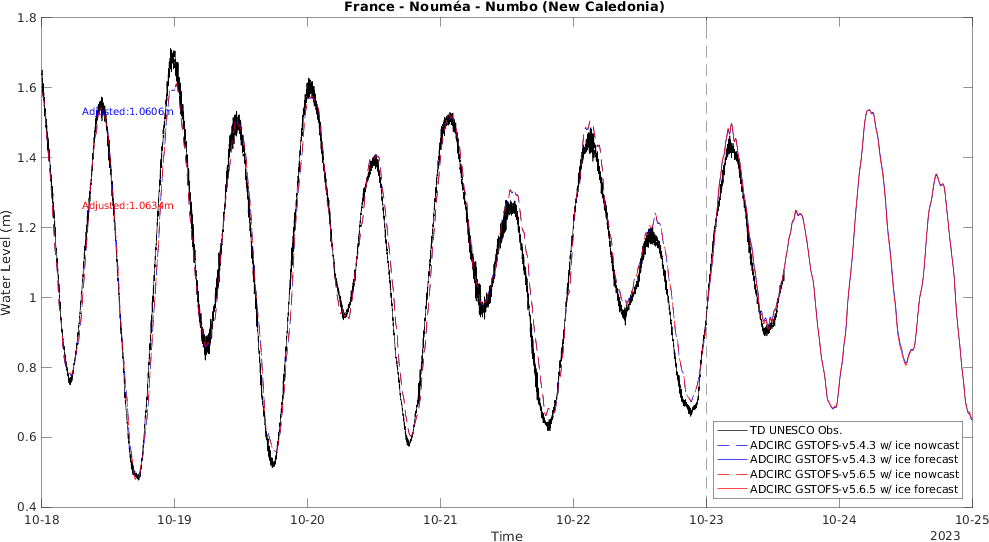 France - Nouméa - Numbo (New Caledonia)
1.8
1.6
1.4
1.2
1
0.8
0.6
0.4
Water Level (m)
Adjusted:1.0606m
Adjusted:1.0634m
TD UNESCO Obs.
ADCIRC GSTOFS-v5.4.3 w/ ice nowcast
ADCIRC GSTOFS-v5.4.3 w/ ice forecast
ADCIRC GSTOFS-v5.6.5 w/ ice nowcast
ADCIRC GSTOFS-v5.6.5 w/ ice forecast
10-18 10-19 10-20 10-21 10-22 10-23 10-24 10-25
Time
2023